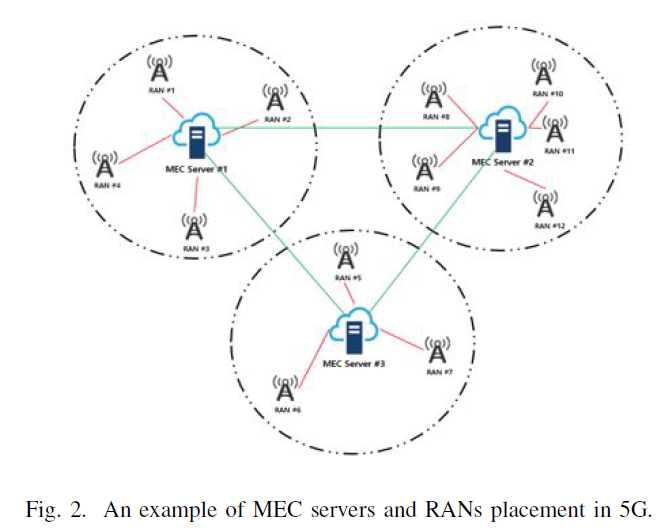 RAN #1
RAN #2
MEC Server #1
RAN #4
RAN #3
RAN #10
RAN #8
RAN #11
MEC Server #2
RAN #9
RAN #12
RAN #5
MEC Server #3
RAN #7
RAN #6
Fig. 2. An example of MEC servers and RANs placement in 5G.